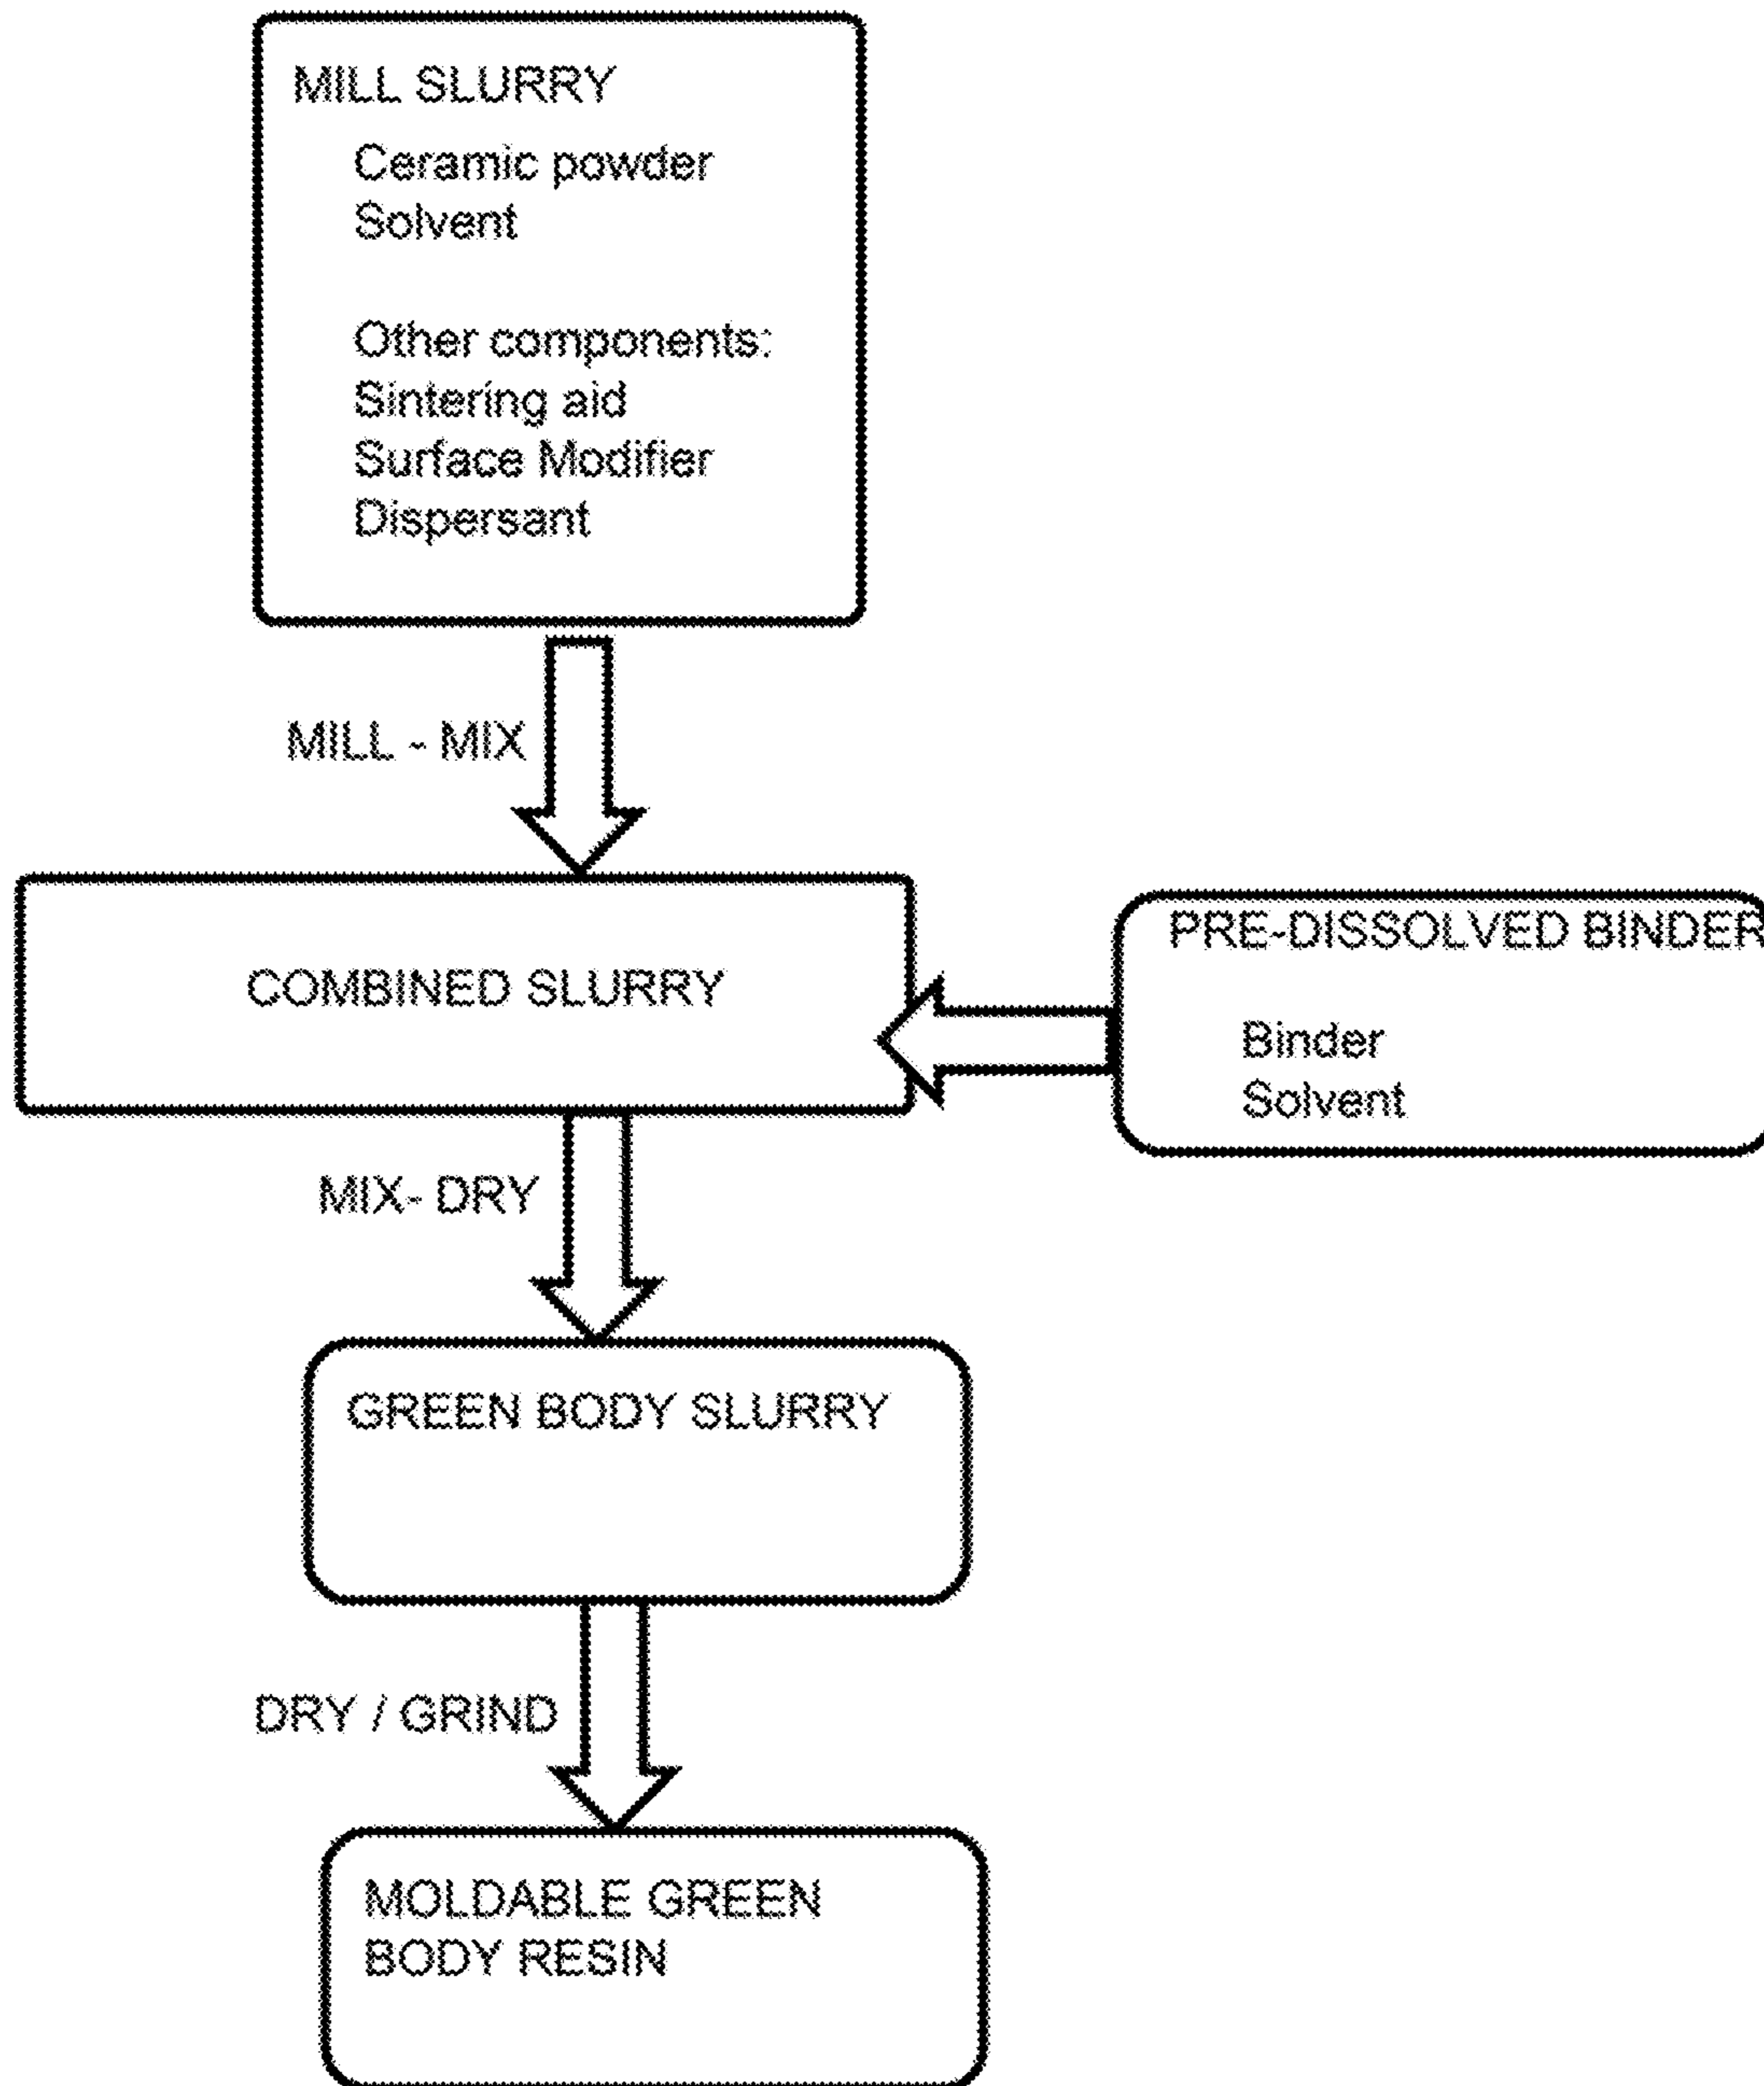 MILL SLURRY
Ceramic powder
Solvent
Other components:
Sintering aid
Surface Modifier
Dispersant
MILL - MIX
COMBINED SLURRY
PRE-DISSOLVED BINDER
Binder
Solvent
MIX- DRY
GREEN BODY SLURRY
DRY / GRIND
MOLDABLE GREEN
BODY RESIN